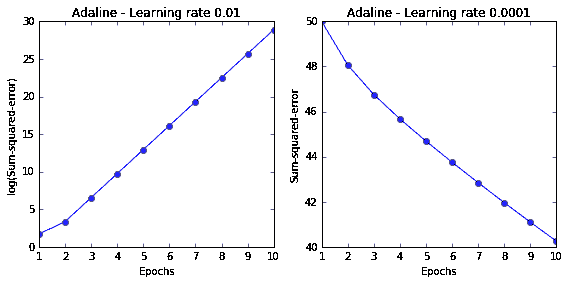 Adaline - Learning rate 0.01
30
25
20
15
10
5
0
log(Sum-squared-error)
1 2 3 4 5 6 7 8 9 10
Epochs
Adaline - Learning rate 0.0001
50
48
46
44
42
40
Sum-squared-error
1 2 3 4 5 6 7 8 9 10
Epochs